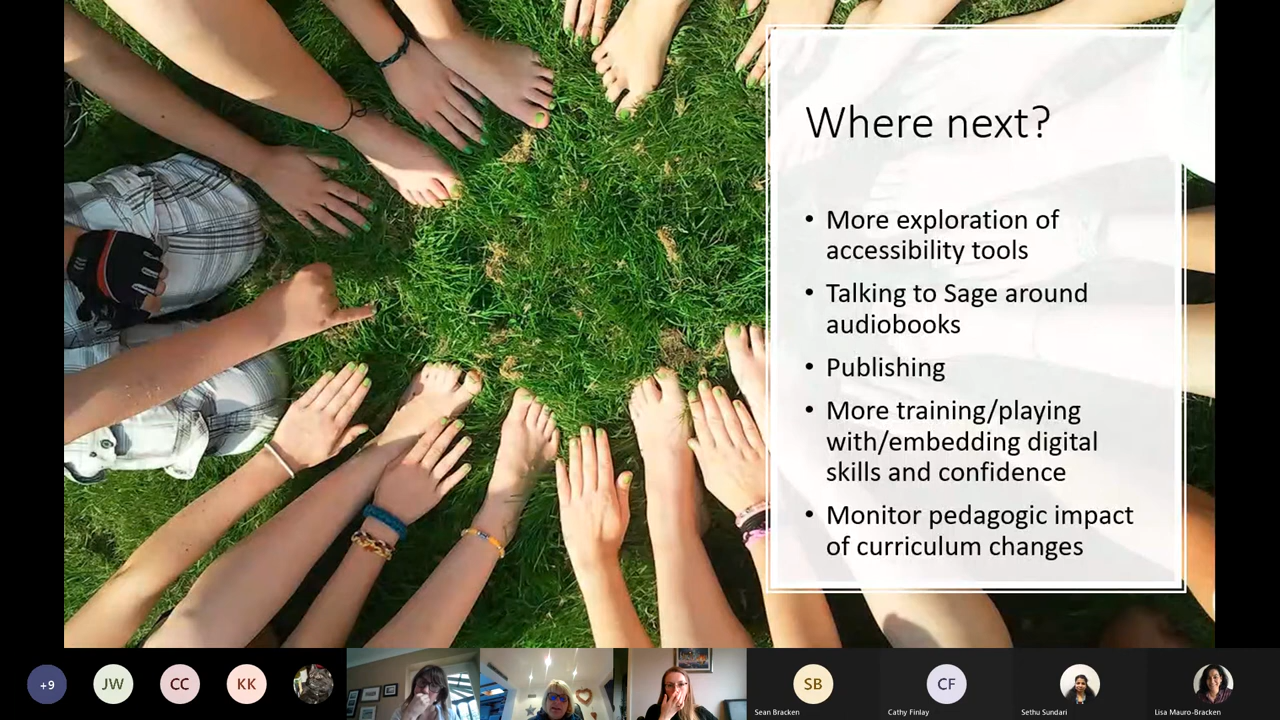 Where next?
• More exploration of
accessibility tools
• Talking to Sage around
audiobooks
• Publishing
• More training/playing
with/embedding digital
skills and confidence
• Monitor pedagogic impact
of curriculum changes
+9
JW
CC
KK
SB
CF
Sean Bracken
Cathy Finlay
Sethu Sundari
Lisa Mauro-Bracken